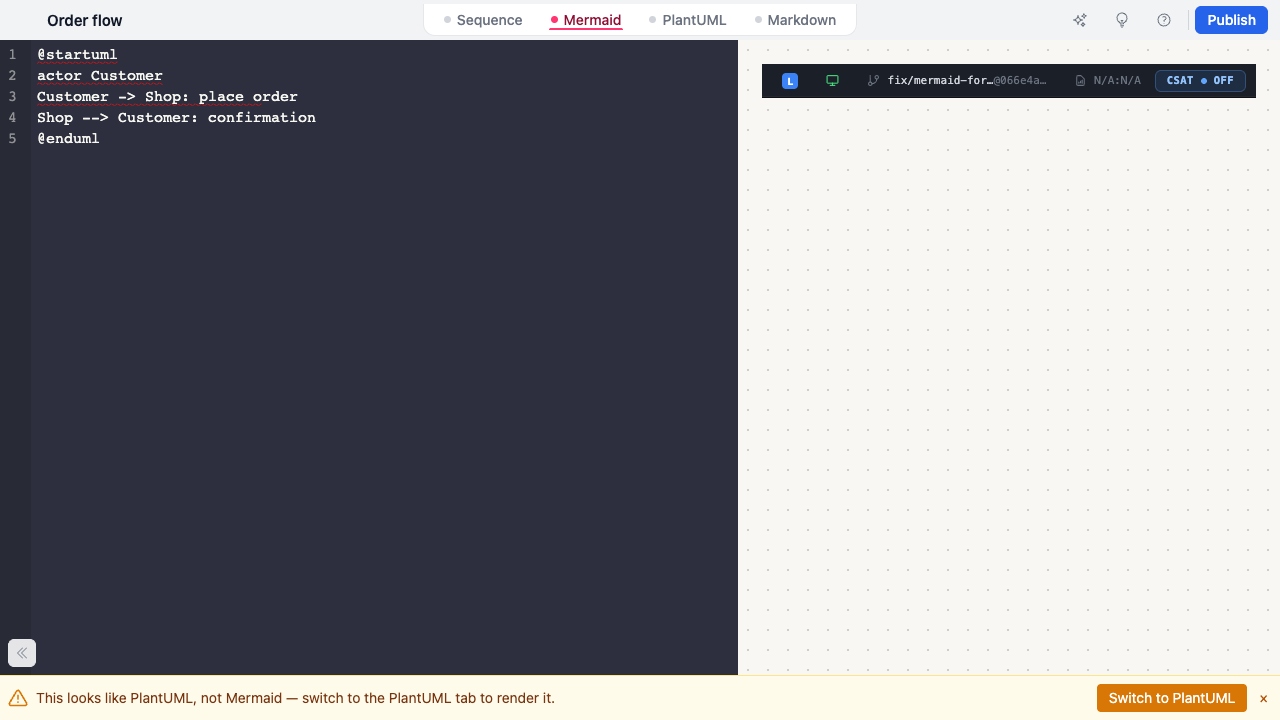 Order flow
Sequence
Mermaid
PlantUML
Markdown
Publish
1 @startuml
2 actor Customer
3 Customer -> Shop: place order
4 Shop --> Customer: confirmation
5 @enduml
L
fix/mermaid-for…@066e4a…
N/A:N/A
CSAT ● OFF
This looks like PlantUML, not Mermaid — switch to the PlantUML tab to render it.
Switch to PlantUML
×